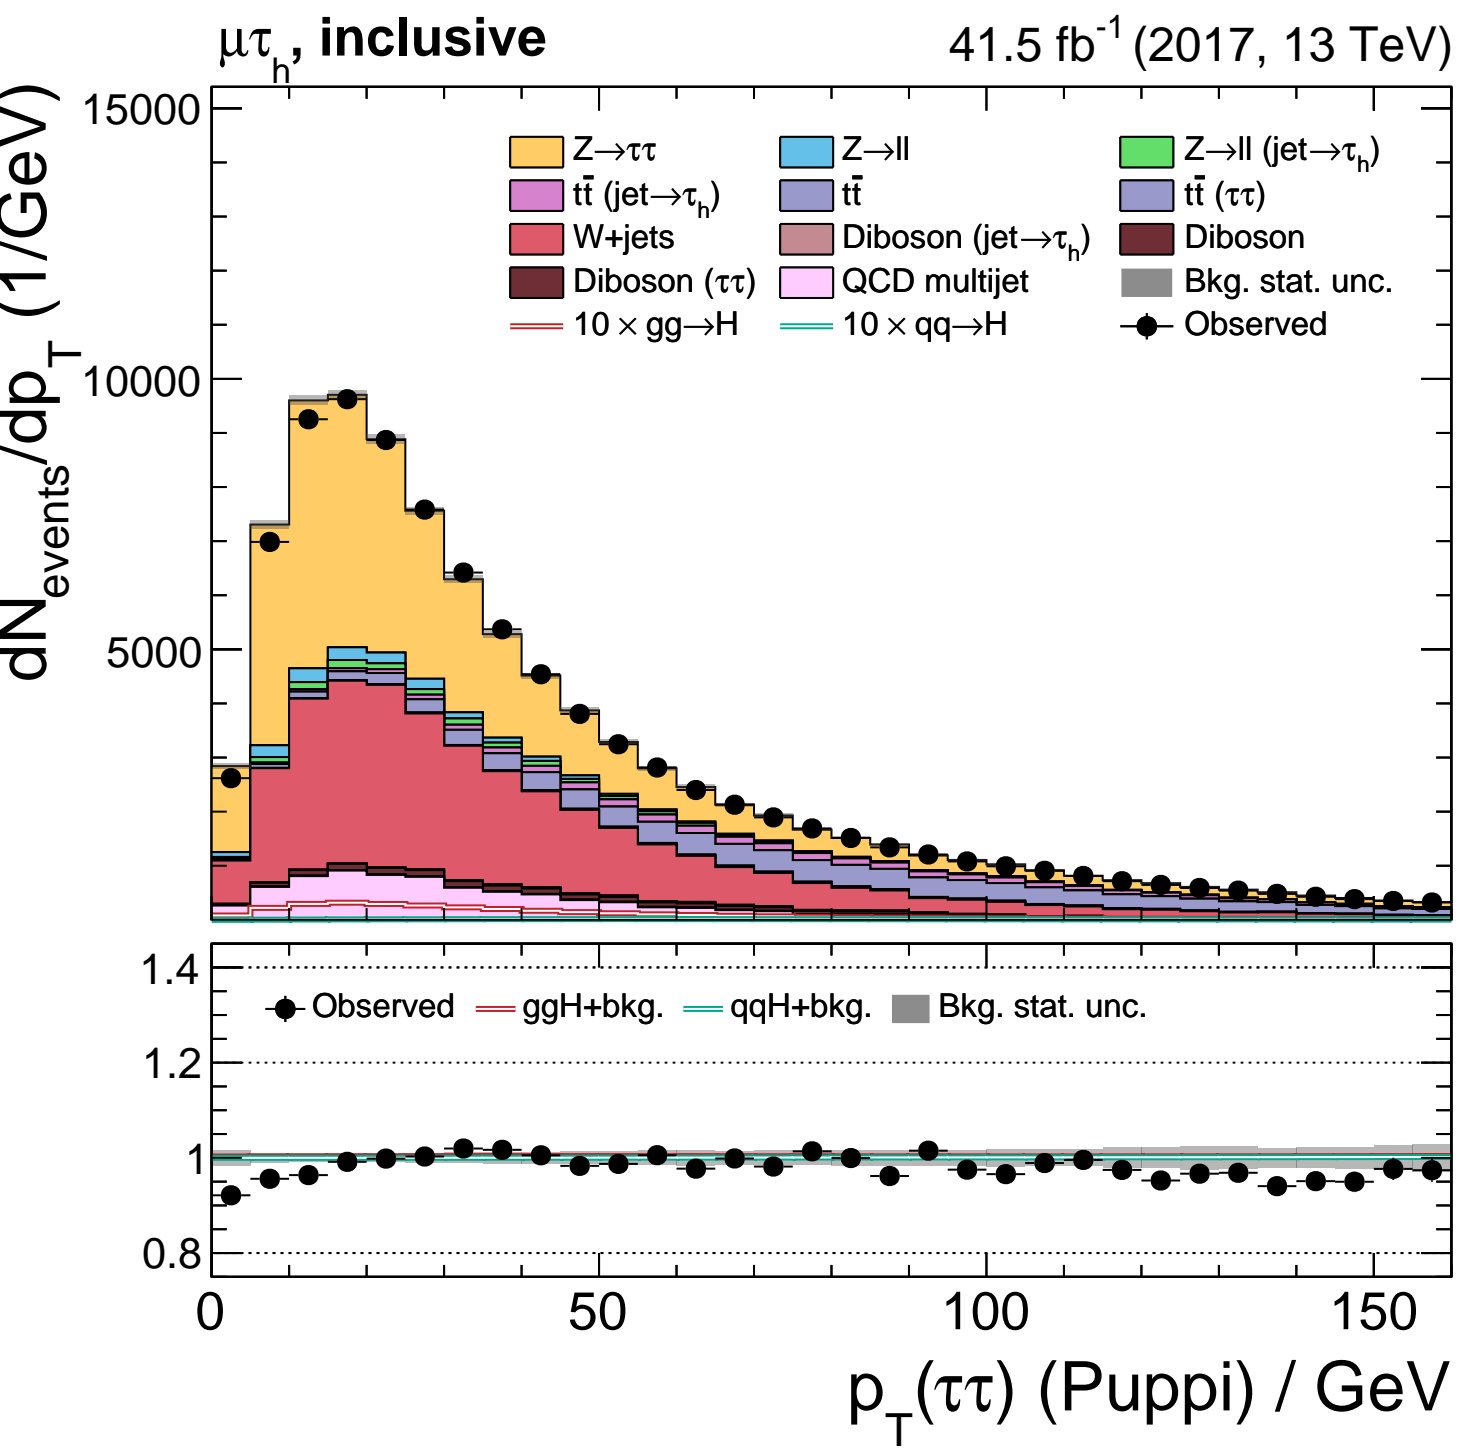 μτh, inclusive
41.5 fb-1 (2017, 13 TeV)
dNevents/dpT (1/GeV)
15000
10000
5000
Z→ττ Z→ll Z→ll (jet→τh)
tt̄ (jet→τh) tt̄ tt̄ (ττ)
W+jets Diboson (jet→τh) Diboson
Diboson (ττ) QCD multijet Bkg. stat. unc.
10 × gg→H 10 × qq→H Observed
1.4
Observed ggH+bkg. qqH+bkg. Bkg. stat. unc.
1.2
1
0.8
0 50 100 150
pT(ττ) (Puppi) / GeV